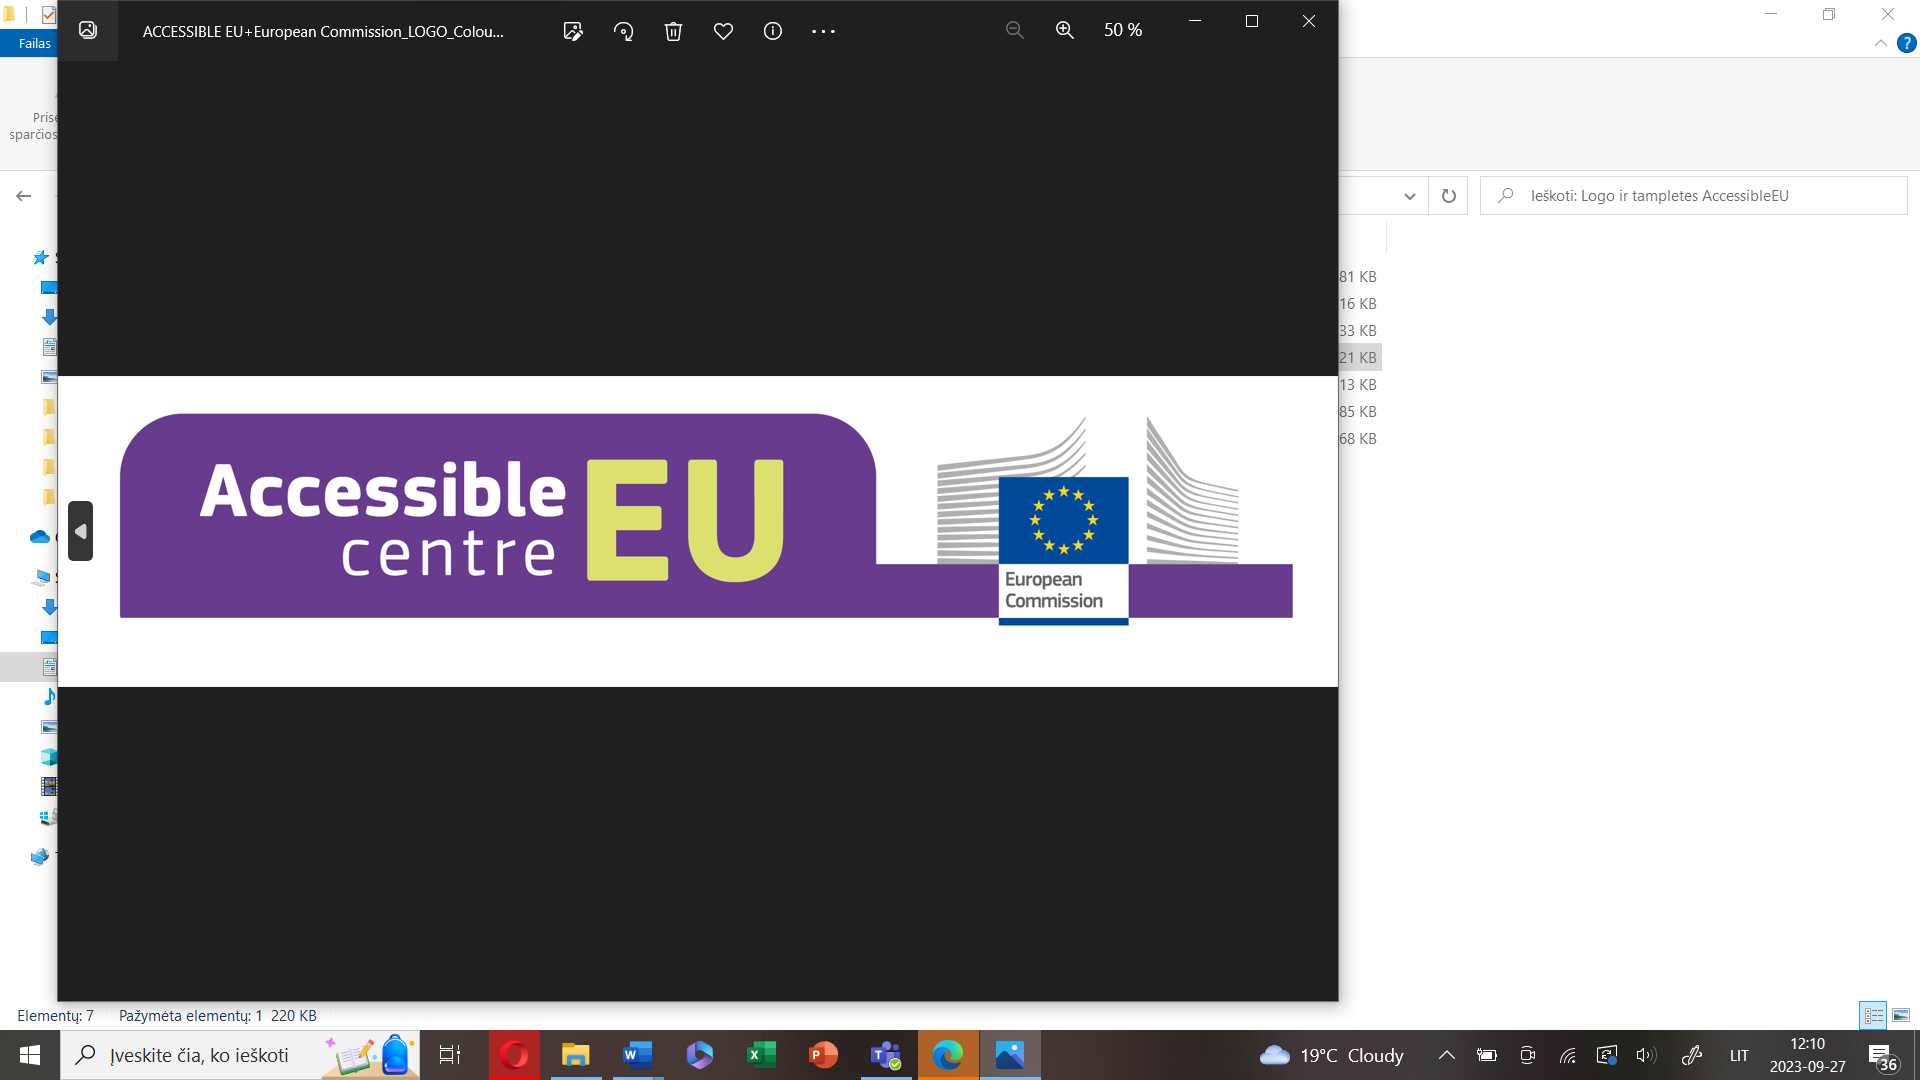 Failas
ACCESSIBLE EU+European Commission_LOGO_Colou...
50 %
Ieškoti: Logo ir tampletes AccessibleEU
81 KB
16 KB
33 KB
21 KB
13 KB
85 KB
68 KB
Accessible EU
centre
European
Commission
Elementų: 7 Pažymėta elementų: 1 220 KB
Įveskite čia, ko ieškoti
19°C Cloudy
LIT
12:10
2023-09-27
36